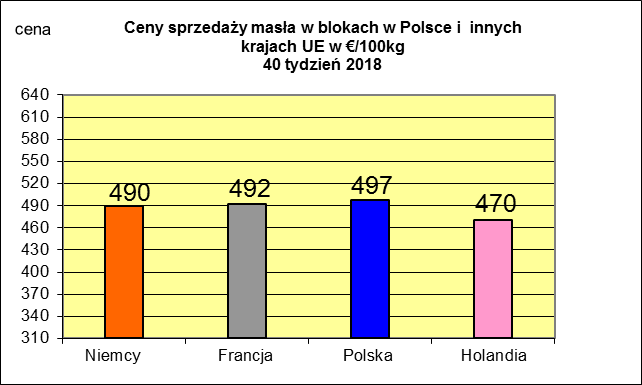 cena
Ceny sprzedaży masła w blokach w Polsce i  innych
krajach UE w €/100kg
40 tydzień 2018
640
610
580
550
520
490
460
430
400
370
340
310
490
492
497
470
Niemcy
Francja
Polska
Holandia